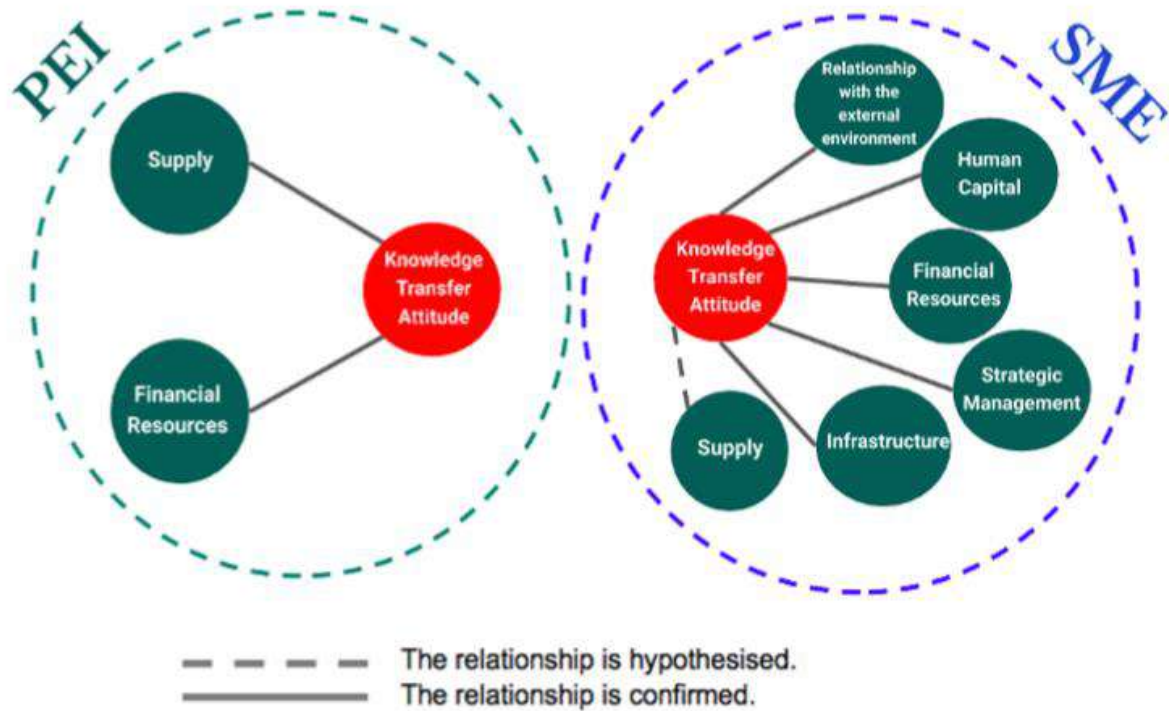 PEI
Supply
Knowledge
Transfer
Attitude
Financial
Resources
SME
Relationship
with the
external
environment
Human
Capital
Knowledge
Transfer
Attitude
Financial
Resources
Strategic
Management
Infrastructure
Supply
The relationship is hypothesised.
The relationship is confirmed.